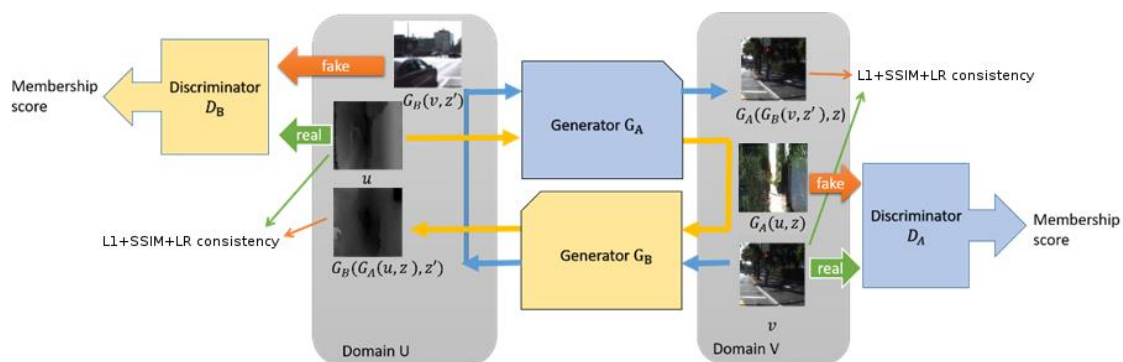 Membership
score
Discriminator
D_B
fake
real
G_B(v, z′)
u
L1+SSIM+LR consistency
G_B(G_A(u, z ), z′)
Domain U
Generator G_A
Generator G_B
G_A(G_B(v, z′), z)
L1+SSIM+LR consistency
G_A(u, z)
fake
real
v
Domain V
Discriminator
D_A
Membership
score